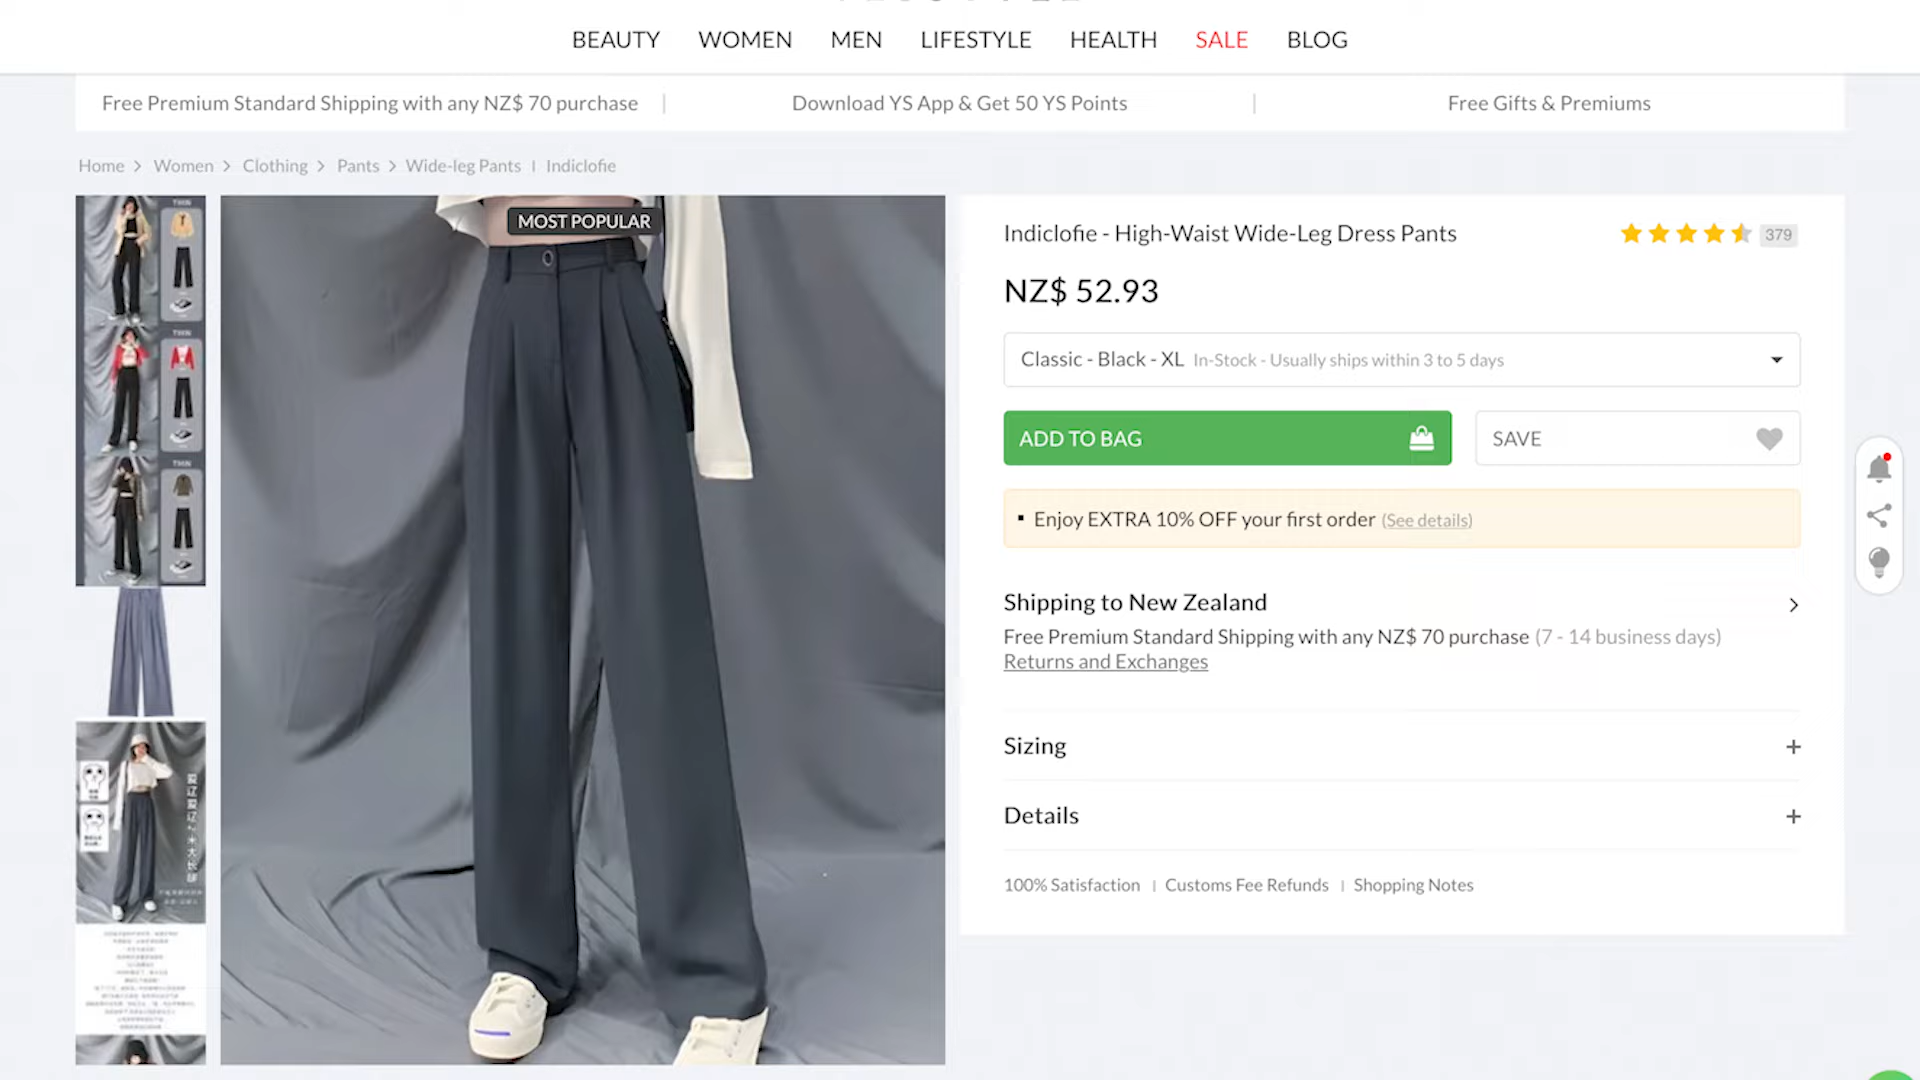 BEAUTY WOMEN MEN LIFESTYLE HEALTH SALE BLOG
Free Premium Standard Shipping with any NZ$ 70 purchase | Download YS App & Get 50 YS Points | Free Gifts & Premiums
Home > Women > Clothing > Pants > Wide-leg Pants | Indiclofie
THIN
THIN
THIN
MOST POPULAR
Indiclofie - High-Waist Wide-Leg Dress Pants
379
NZ$ 52.93
Classic - Black - XL In-Stock - Usually ships within 3 to 5 days
ADD TO BAG
SAVE
▪ Enjoy EXTRA 10% OFF your first order (See details)
Shipping to New Zealand
Free Premium Standard Shipping with any NZ$ 70 purchase (7 - 14 business days)
Returns and Exchanges
Sizing
Details
100% Satisfaction | Customs Fee Refunds | Shopping Notes